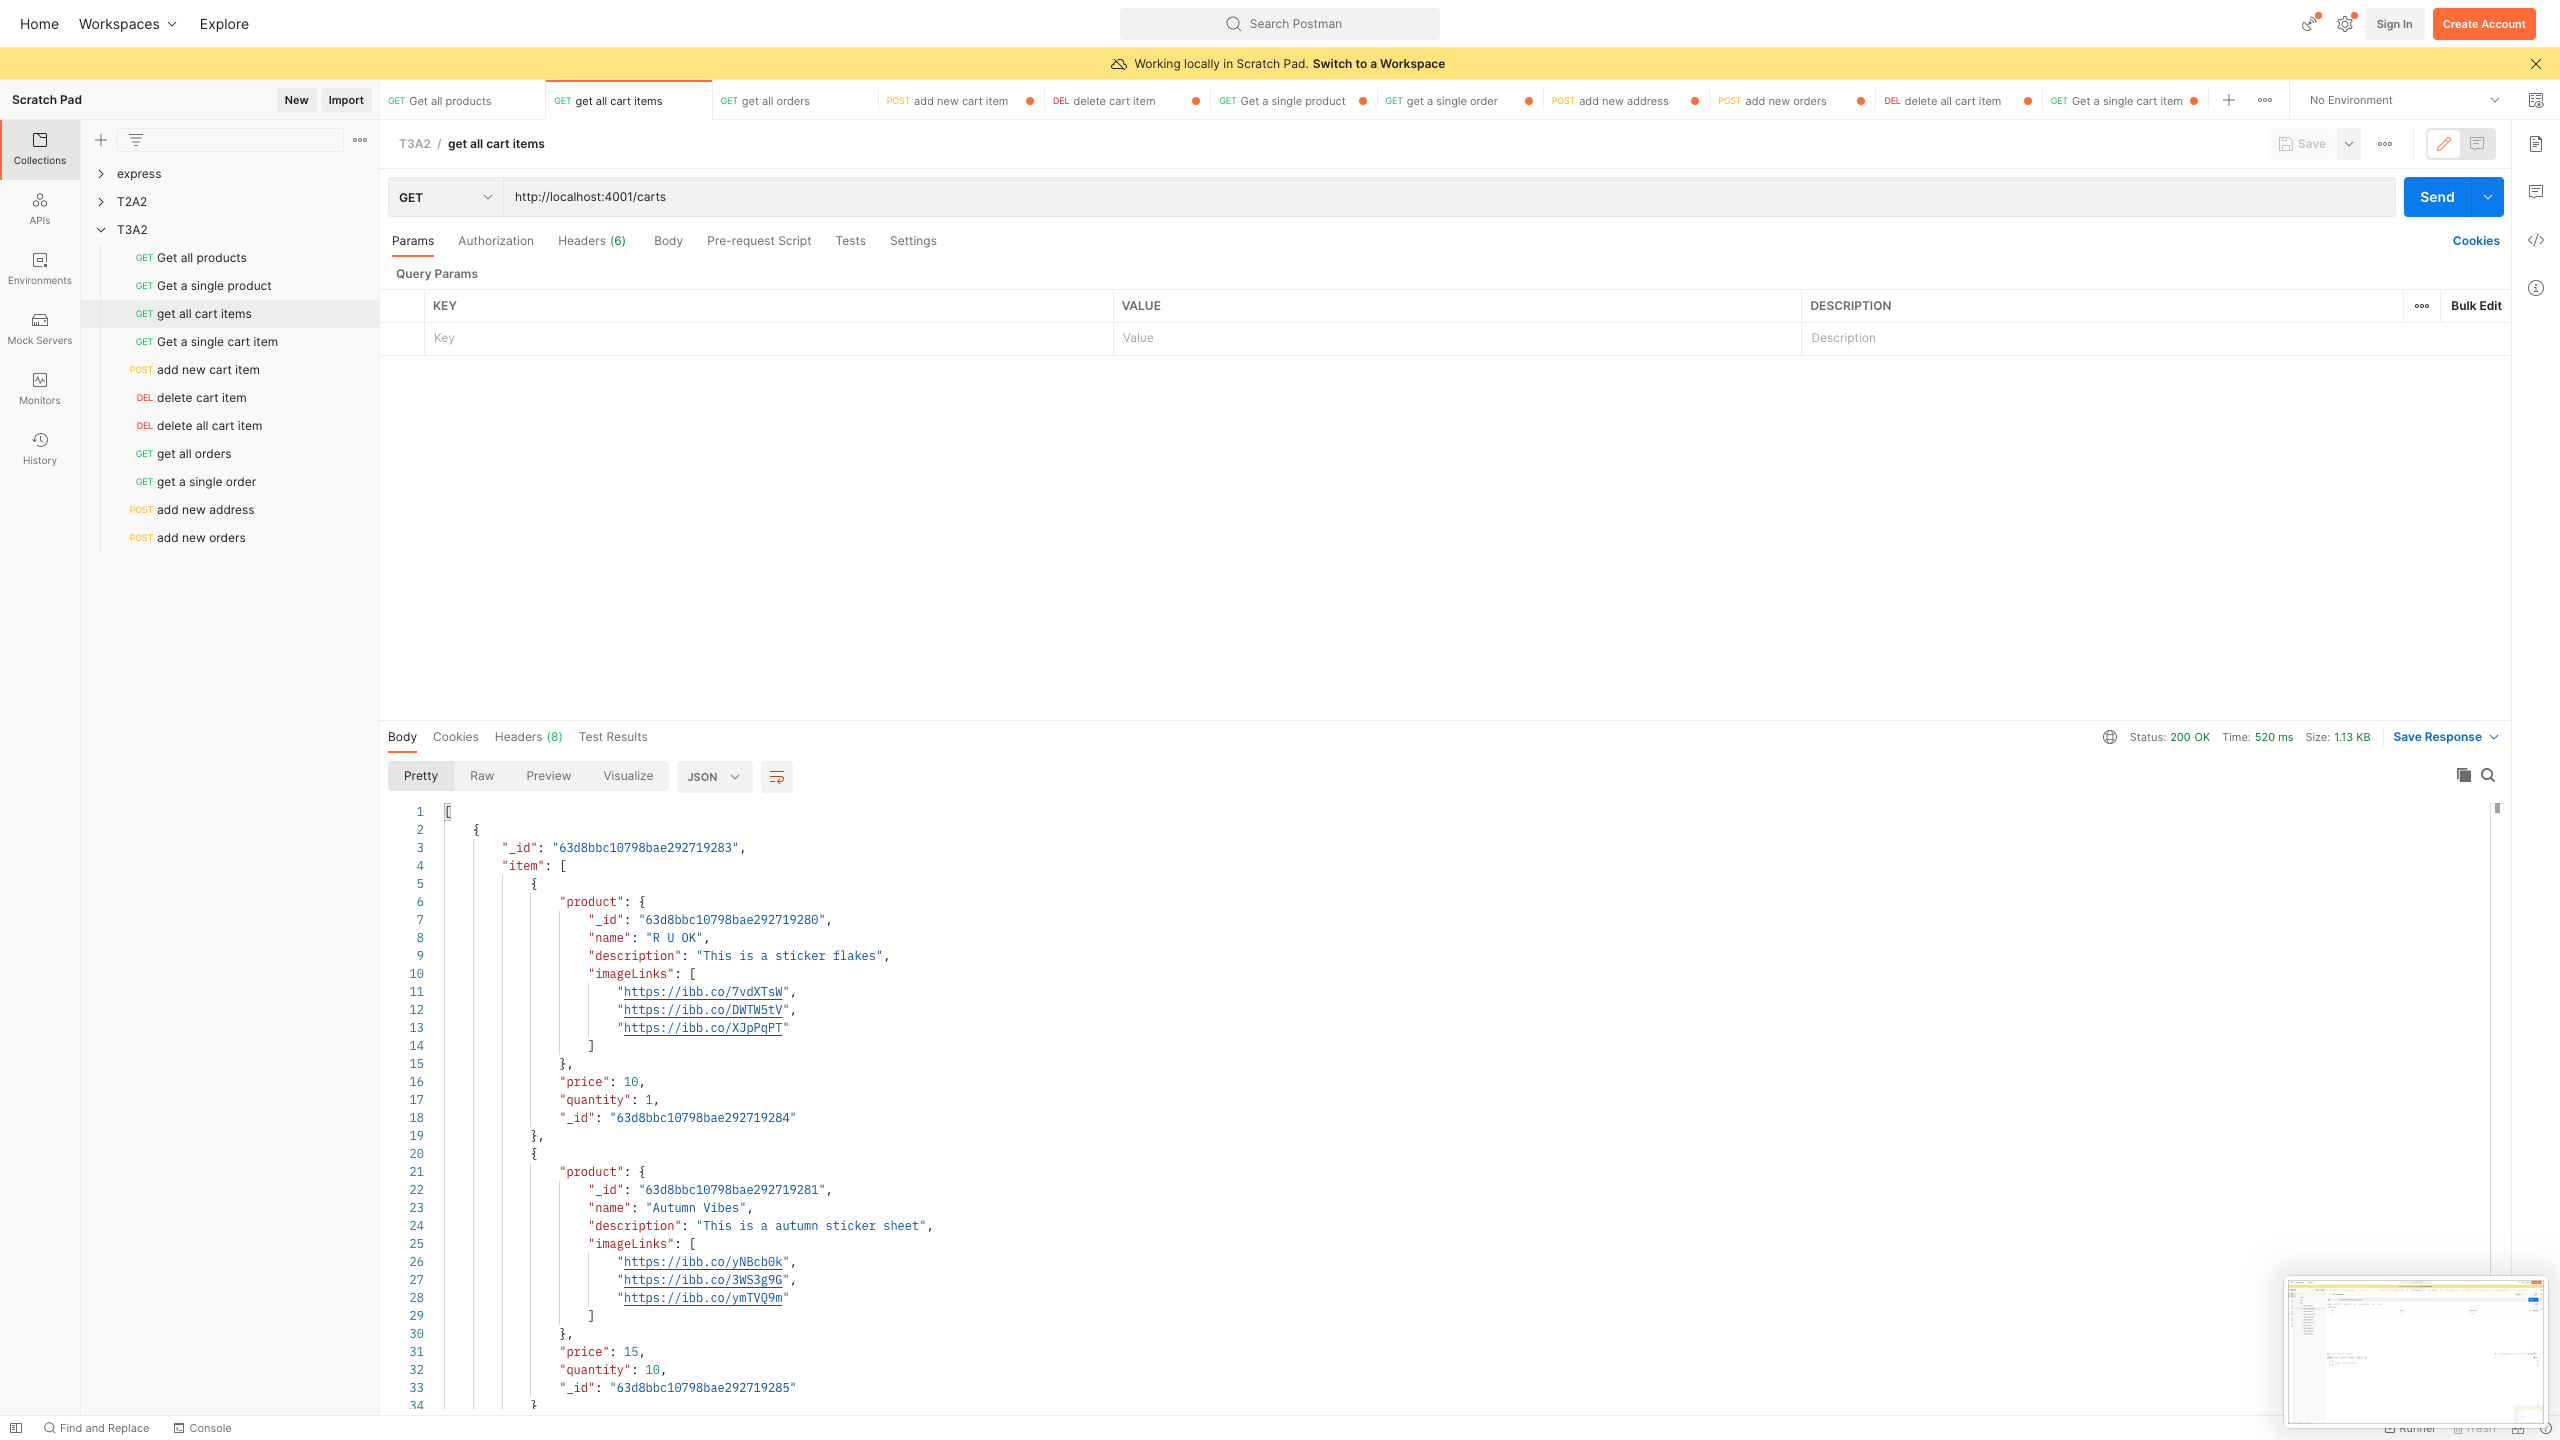 Home Workspaces Explore Search Postman Sign In Create Account
Working locally in Scratch Pad. Switch to a Workspace
Scratch Pad New Import GET Get all products GET get all cart items GET get all orders POST add new cart item DEL delete cart item GET Get a single product GET get a single order POST add new address POST add new orders DEL delete all cart item GET Get a single cart item No Environment
Collections
APIs
Environments
Mock Servers
Monitors
History
express
T2A2
T3A2
GET Get all products
GET Get a single product
GET get all cart items
GET Get a single cart item
POST add new cart item
DEL delete cart item
DEL delete all cart item
GET get all orders
GET get a single order
POST add new address
POST add new orders
T3A2 / get all cart items Save
GET http://localhost:4001/carts Send
Params Authorization Headers (6) Body Pre-request Script Tests Settings Cookies
Query Params
KEY VALUE DESCRIPTION Bulk Edit
Key Value Description
Body Cookies Headers (8) Test Results Status: 200 OK Time: 520 ms Size: 1.13 KB Save Response
Pretty Raw Preview Visualize JSON
1 [
2 {
3 "_id": "63d8bbc10798bae292719283",
4 "item": [
5 {
6 "product": {
7 "_id": "63d8bbc10798bae292719280",
8 "name": "R U OK",
9 "description": "This is a sticker flakes",
10 "imageLinks": [
11 "https://ibb.co/7vdXTsW",
12 "https://ibb.co/DWTW5tV",
13 "https://ibb.co/XJpPqPT"
14 ]
15 },
16 "price": 10,
17 "quantity": 1,
18 "_id": "63d8bbc10798bae292719284"
19 },
20 {
21 "product": {
22 "_id": "63d8bbc10798bae292719281",
23 "name": "Autumn Vibes",
24 "description": "This is a autumn sticker sheet",
25 "imageLinks": [
26 "https://ibb.co/yNBcb0k",
27 "https://ibb.co/3WS3g9G",
28 "https://ibb.co/ymTVQ9m"
29 ]
30 },
31 "price": 15,
32 "quantity": 10,
33 "_id": "63d8bbc10798bae292719285"
34 }
Find and Replace Console Runner Trash